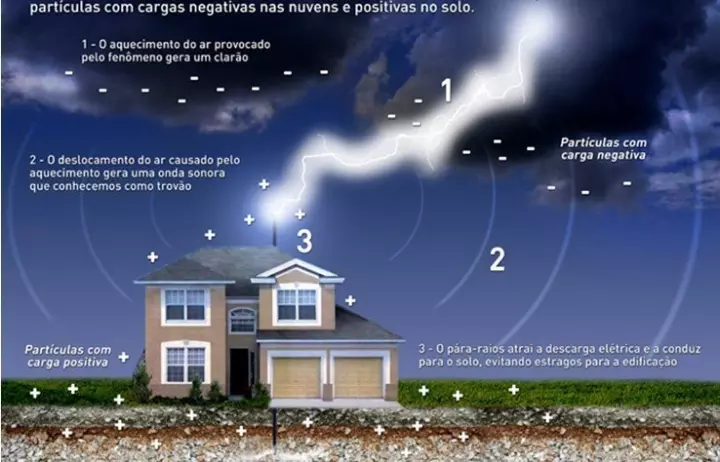 partículas com cargas negativas nas nuvens e positivas no solo.
1 - O aquecimento do ar provocado
pelo fenômeno gera um clarão
1
Partículas com
carga negativa
2 - O deslocamento do ar causado pelo
aquecimento gera uma onda sonora
que conhecemos como trovão
3
2
Partículas com
carga positiva
3 - O pára-raios atrai a descarga elétrica e a conduz
para o solo, evitando estragos para a edificação